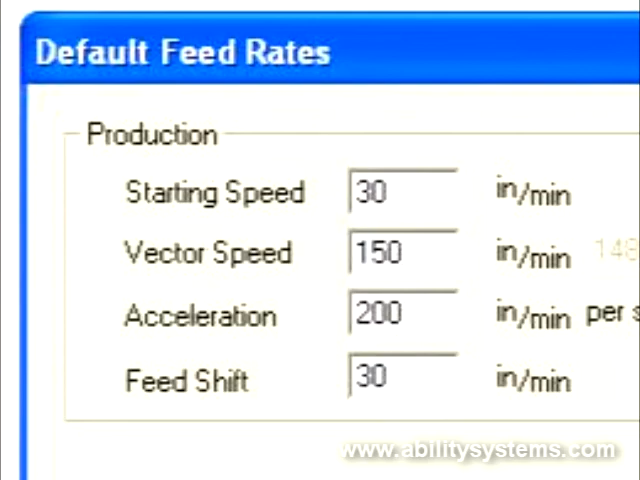 Default Feed Rates
Production
Starting Speed 30 in/min
Vector Speed 150 in/min 148
Acceleration 200 in/min per s
Feed Shift 30 in/min
www.abilitysystems.com